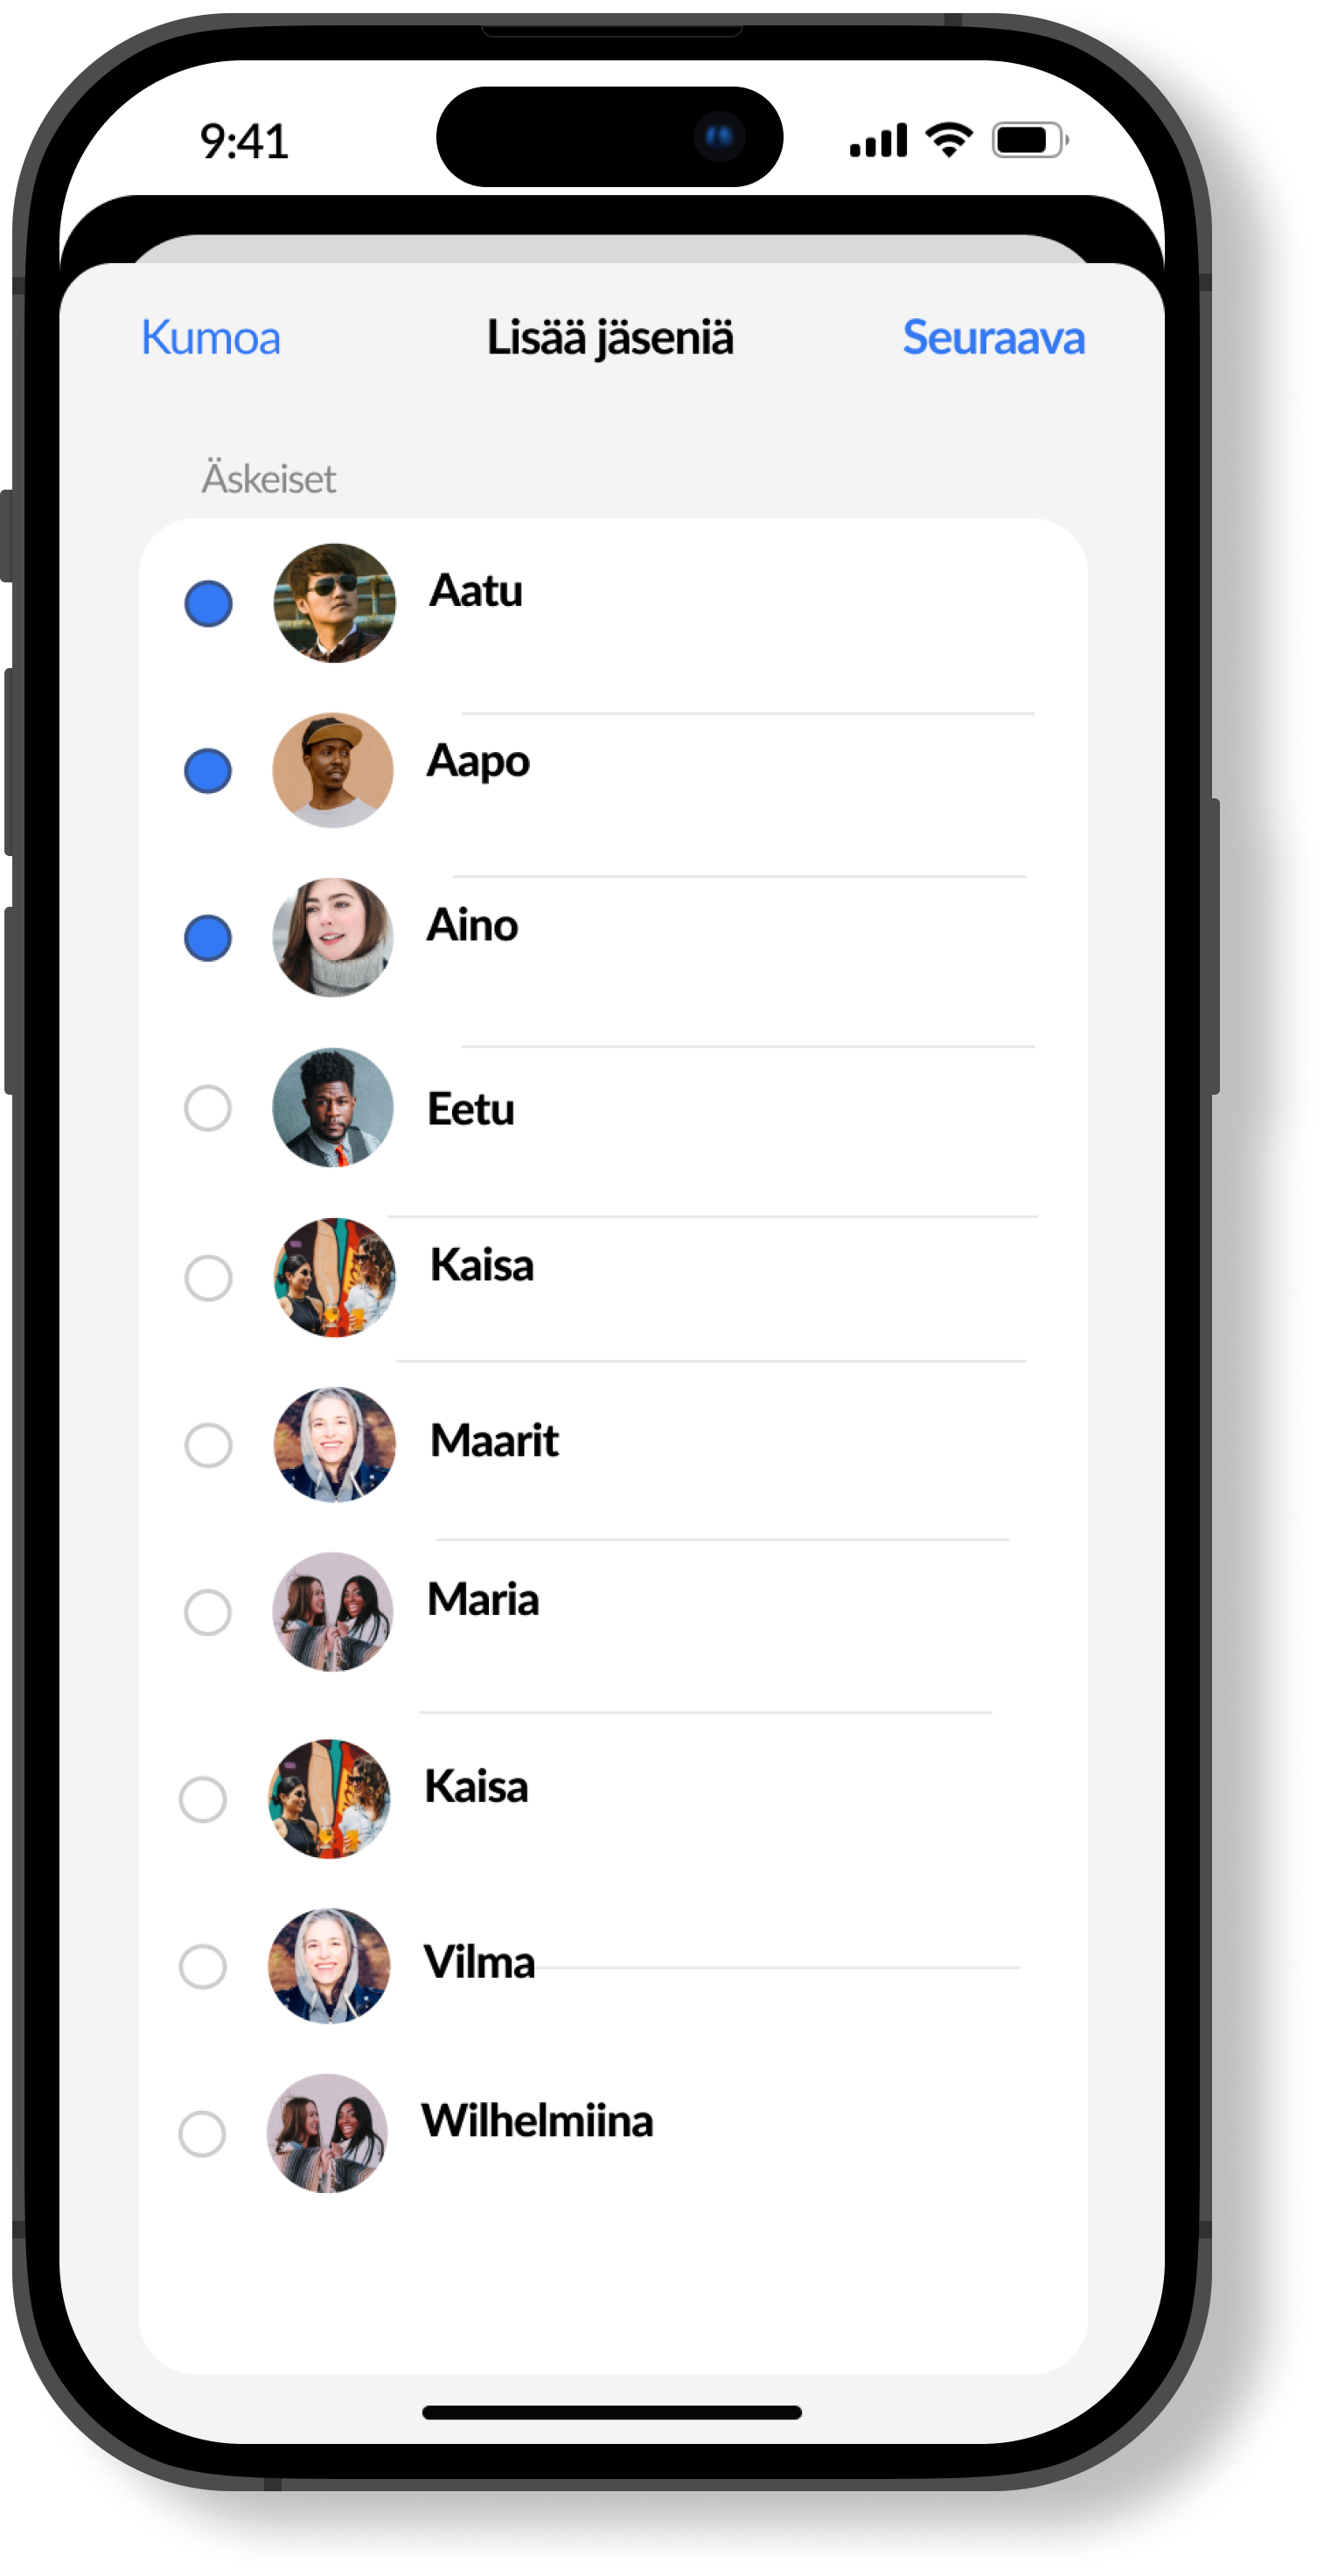 9:41
Kumoa Lisää jäseniä Seuraava
Äskeiset
Aatu
Aapo
Aino
Eetu
Kaisa
Maarit
Maria
Kaisa
Vilma
Wilhelmiina